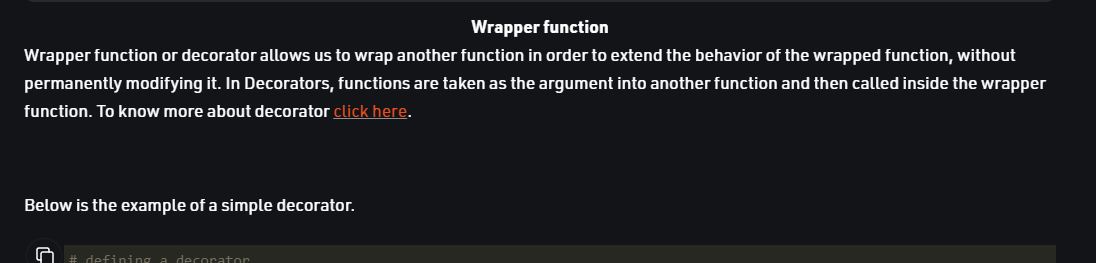 Wrapper function
Wrapper function or decorator allows us to wrap another function in order to extend the behavior of the wrapped function, without
permanently modifying it. In Decorators, functions are taken as the argument into another function and then called inside the wrapper
function. To know more about decorator click here.
Below is the example of a simple decorator.
# defining a decorator